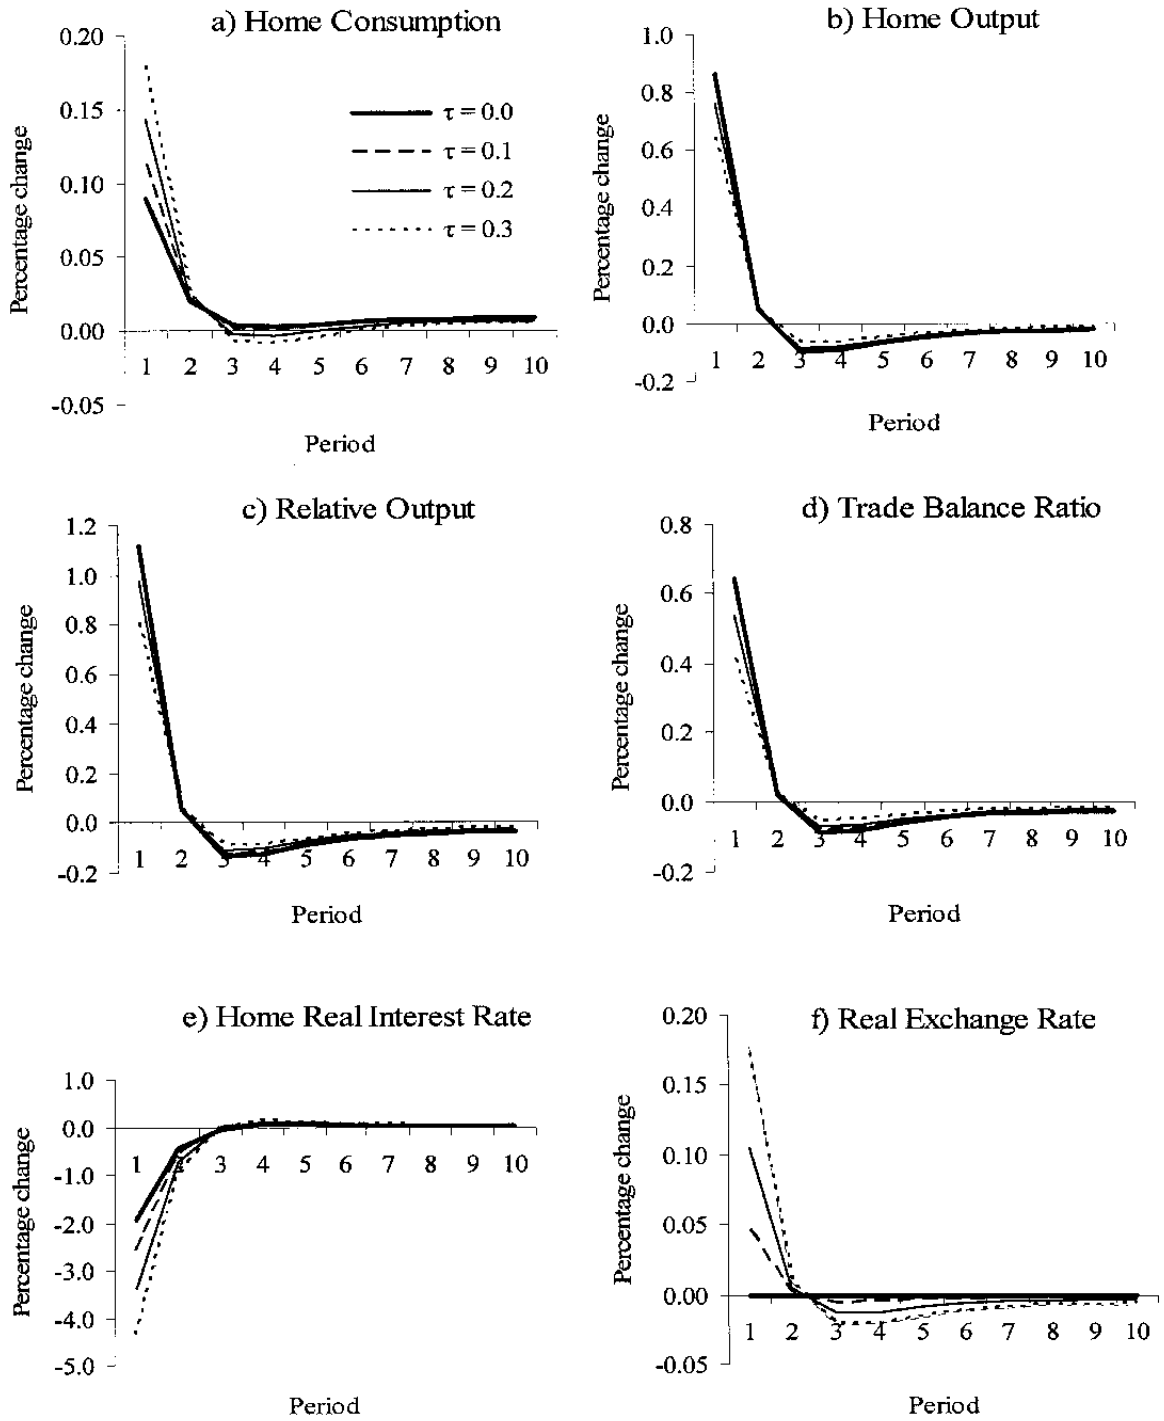 a) Home Consumption
0.20
0.15
0.10
0.05
0.00
-0.05
Percentage change
τ = 0.0
τ = 0.1
τ = 0.2
τ = 0.3
1 2 3 4 5 6 7 8 9 10
Period
b) Home Output
1.0
0.8
0.6
0.4
0.2
0.0
-0.2
Percentage change
1 2 3 4 5 6 7 8 9 10
Period
c) Relative Output
1.2
1.0
0.8
0.6
0.4
0.2
0.0
-0.2
Percentage change
1 2 3 4 5 6 7 8 9 10
Period
d) Trade Balance Ratio
0.8
0.6
0.4
0.2
0.0
-0.2
Percentage change
1 2 3 4 5 6 7 8 9 10
Period
e) Home Real Interest Rate
1.0
0.0
-1.0
-2.0
-3.0
-4.0
-5.0
Percentage change
1 2 3 4 5 6 7 8 9 10
Period
f) Real Exchange Rate
0.20
0.15
0.10
0.05
0.00
-0.05
Percentage change
1 2 3 4 5 6 7 8 9 10
Period